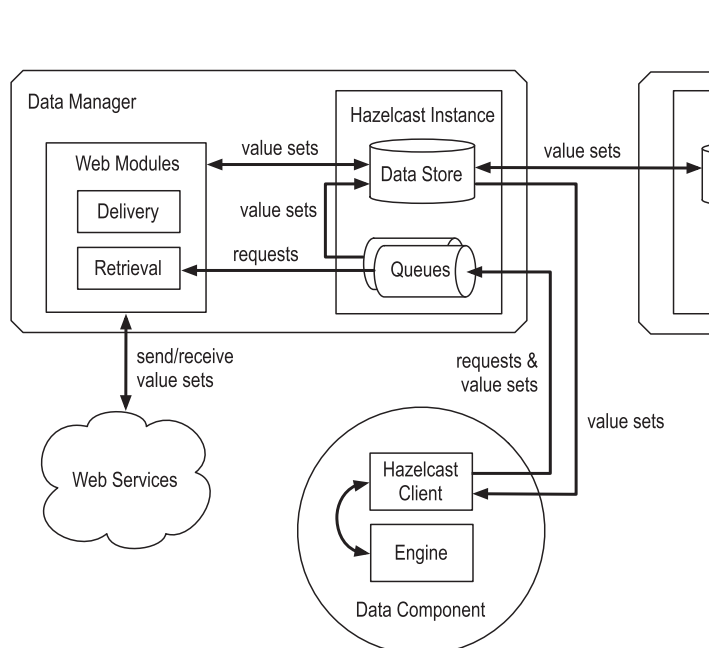 Data Manager
Hazelcast Instance
Web Modules
Delivery
Retrieval
value sets
Data Store
value sets
value sets
requests
Queues
send/receive
value sets
requests &
value sets
value sets
Web Services
Hazelcast
Client
Engine
Data Component